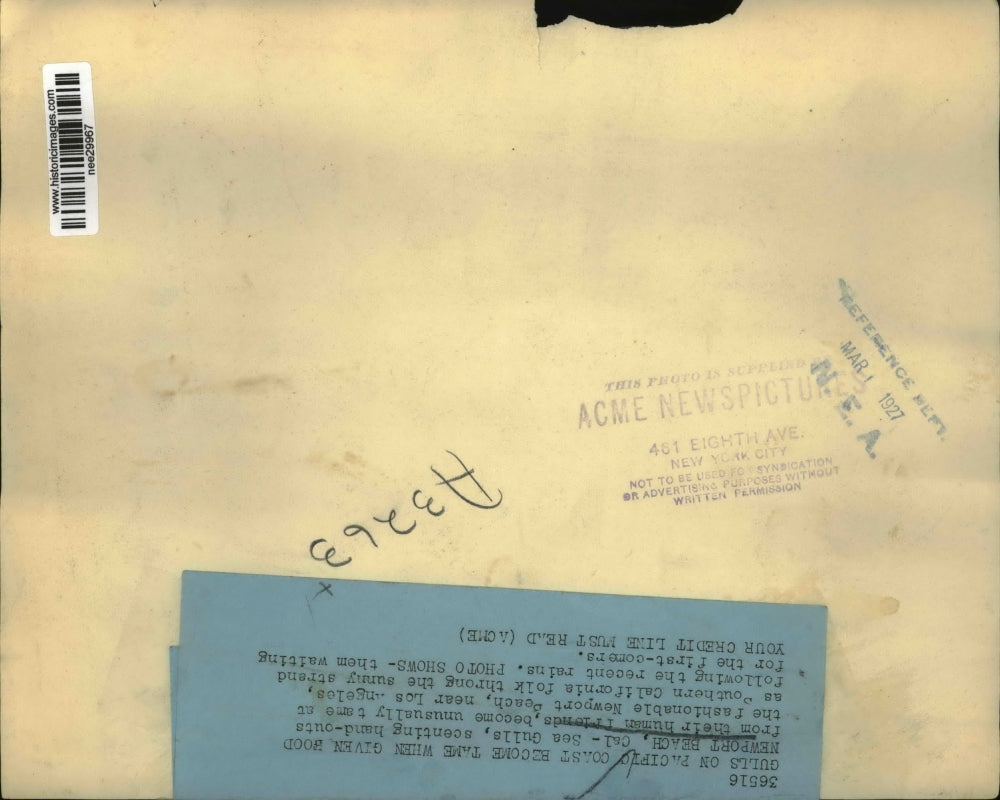 www.historicimages.com
nee29967
REFERENCE DEPT.
MAR 1 1927
N. E. A.
THIS PHOTO IS SUPPLIED
ACME NEWSPICTURES
461 EIGHTH AVE.
NEW YORK CITY
NOT TO BE USED FOR SYNDICATION
OR ADVERTISING PURPOSES WITHOUT
WRITTEN PERMISSION
A3263
x
36516
GULLS ON PACIFIC COAST BECOME TAME WHEN GIVEN FOOD
NEWPORT BEACH, Cal- Sea Gulls, scenting hand-outs
from their human friends, become unusually tame at
the fashionable Newport Beach, near Los Angeles,
as Southern California folk throng the sunny strand
following the recent rains. PHOTO SHOWS- them waiting
for the first-comers.
YOUR CREDIT LINE MUST READ (ACME)